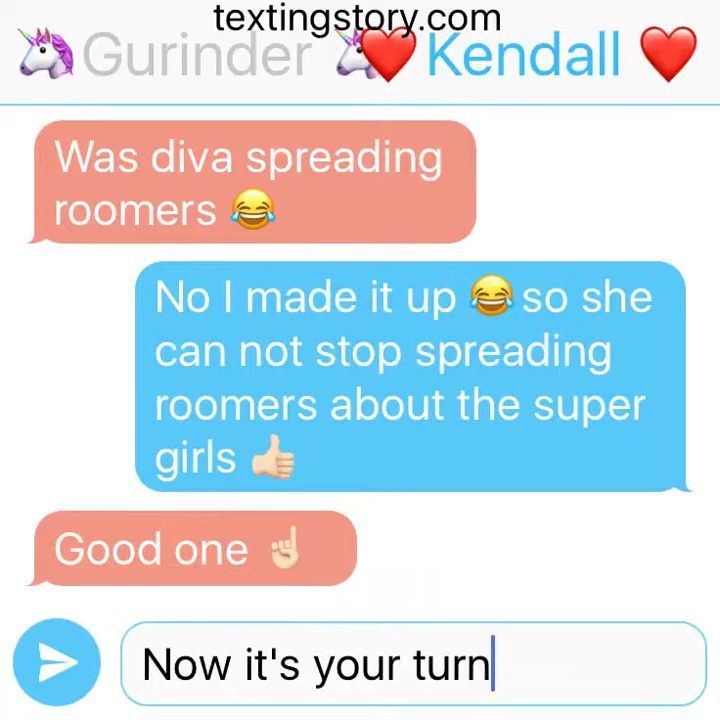 textingstory.com
🦄Gurinder 🦄❤️Kendall ❤️
Was diva spreading
roomers 😂
No I made it up 😂 so she
can not stop spreading
roomers about the super
girls 👍🏻
Good one ☝🏻
Now it's your turn